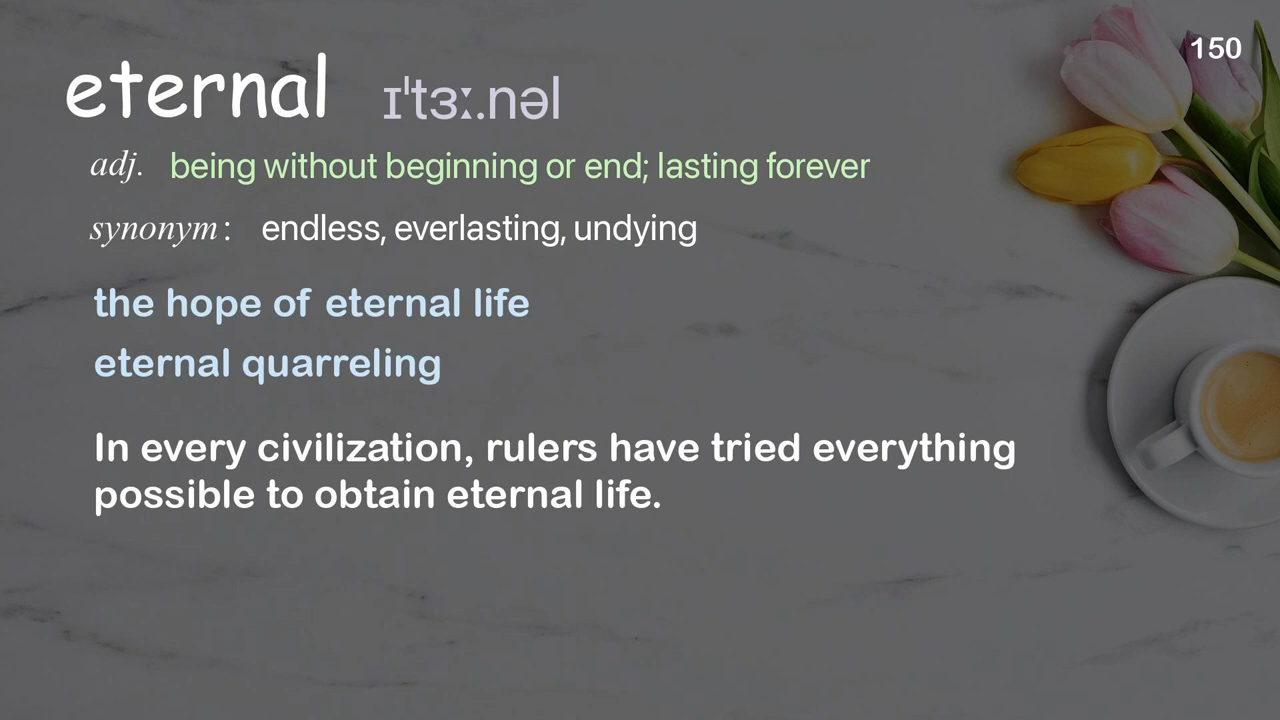 150
eternal ɪˈtɜː.nəl
adj. being without beginning or end; lasting forever
synonym: endless, everlasting, undying
the hope of eternal life
eternal quarreling
In every civilization, rulers have tried everything
possible to obtain eternal life.